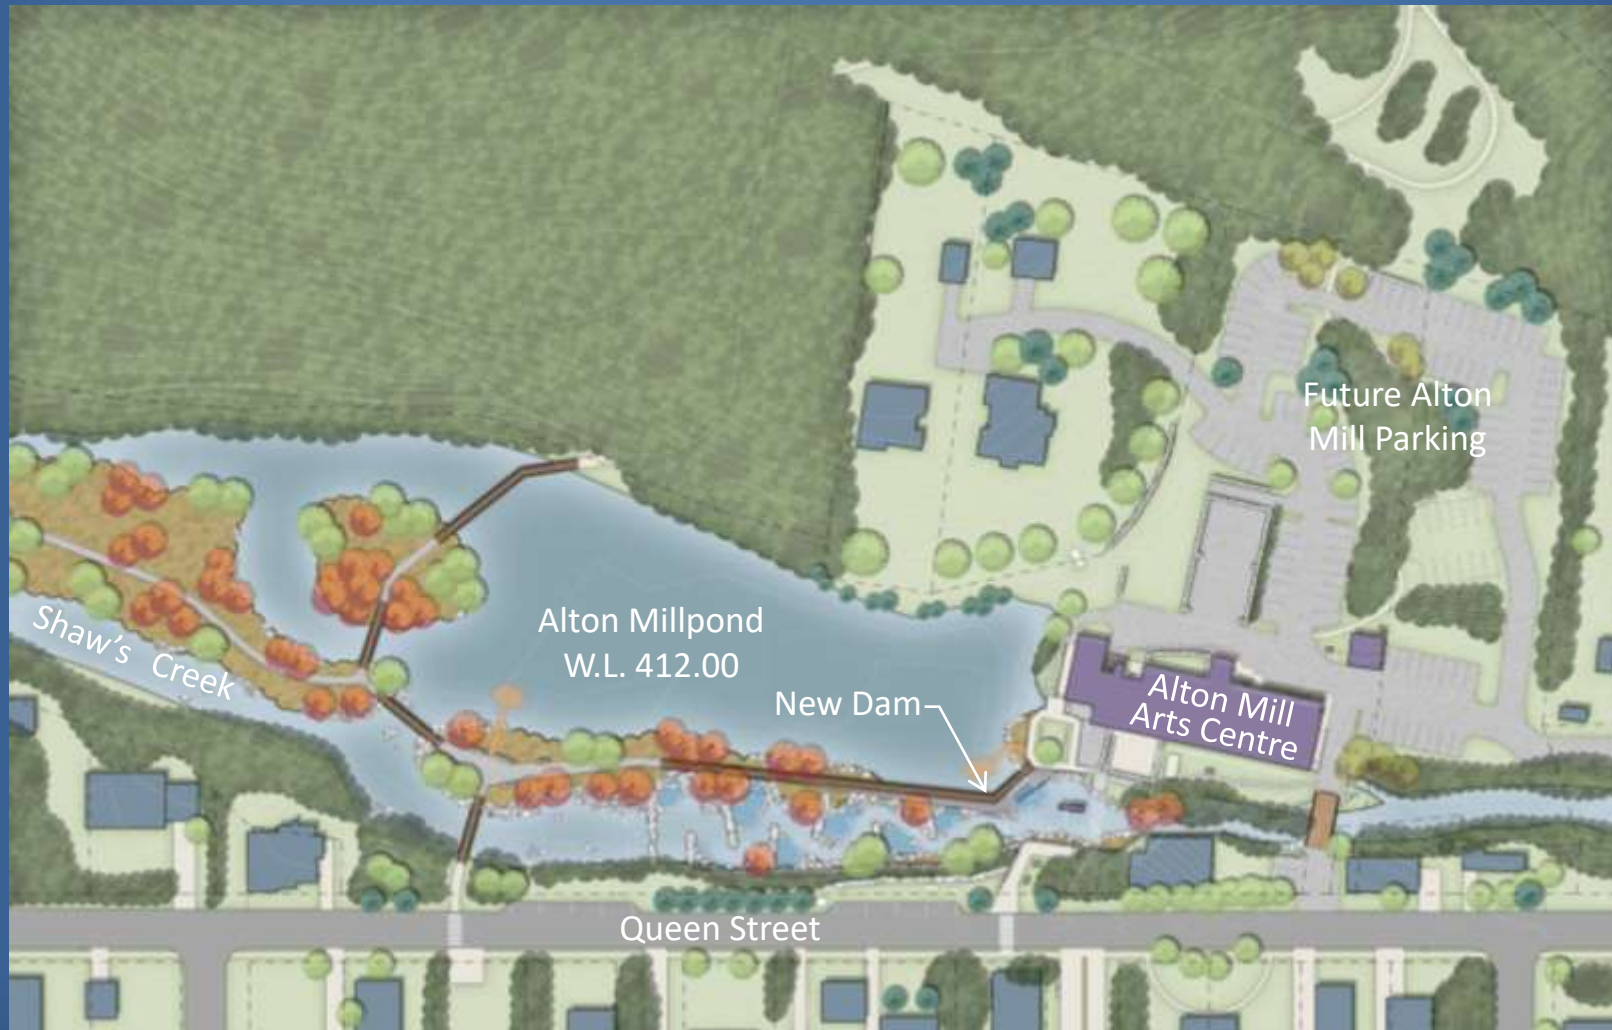 Future Alton
Mill Parking
Shaw's Creek
Alton Millpond
W.L. 412.00
New Dam
Alton Mill
Arts Centre
Queen Street